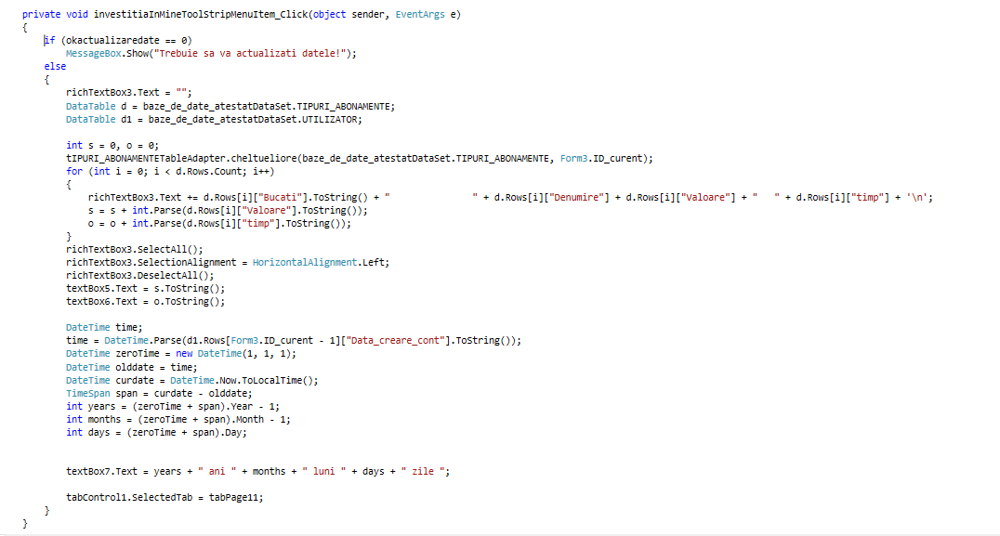 private void investitiaInMineToolStripMenuItem_Click(object sender, EventArgs e)
{
    if (okactualizaredate == 0)
        MessageBox.Show("Trebuie sa va actualizati datele!");
    else
    {
        richTextBox3.Text = "";
        DataTable d = baze_de_date_atestatDataSet.TIPURI_ABONAMENTE;
        DataTable d1 = baze_de_date_atestatDataSet.UTILIZATOR;

        int s = 0, o = 0;
        tIPURI_ABONAMENTETableAdapter.cheltueliore(baze_de_date_atestatDataSet.TIPURI_ABONAMENTE, Form3.ID_curent);
        for (int i = 0; i < d.Rows.Count; i++)
        {
            richTextBox3.Text += d.Rows[i]["Bucati"].ToString() + "               " + d.Rows[i]["Denumire"] + d.Rows[i]["Valoare"] + "   " + d.Rows[i]["timp"] + '\n';
            s = s + int.Parse(d.Rows[i]["Valoare"].ToString());
            o = o + int.Parse(d.Rows[i]["timp"].ToString());
        }
        richTextBox3.SelectAll();
        richTextBox3.SelectionAlignment = HorizontalAlignment.Left;
        richTextBox3.DeselectAll();
        textBox5.Text = s.ToString();
        textBox6.Text = o.ToString();

        DateTime time;
        time = DateTime.Parse(d1.Rows[Form3.ID_curent - 1]["Data_creare_cont"].ToString());
        DateTime zeroTime = new DateTime(1, 1, 1);
        DateTime olddate = time;
        DateTime curdate = DateTime.Now.ToLocalTime();
        TimeSpan span = curdate - olddate;
        int years = (zeroTime + span).Year - 1;
        int months = (zeroTime + span).Month - 1;
        int days = (zeroTime + span).Day;


        textBox7.Text = years + " ani " + months + " luni " + days + " zile ";

        tabControl1.SelectedTab = tabPage11;
    }
}